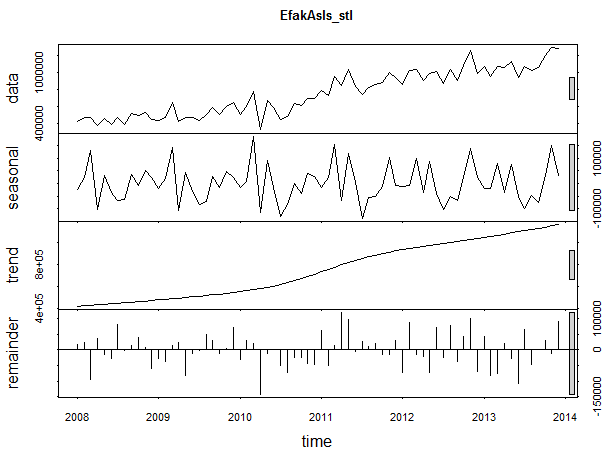 EfakAsIs_stl
data
400000
1000000
seasonal
-100000
100000
trend
4e+05
8e+05
remainder
-150000
0
100000
2008 2009 2010 2011 2012 2013 2014
time